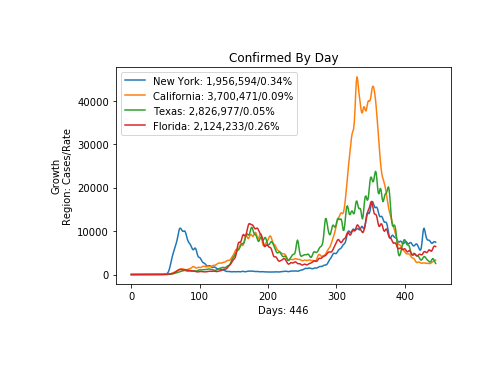 Confirmed By Day
New York: 1,956,594/0.34%
California: 3,700,471/0.09%
Texas: 2,826,977/0.05%
Florida: 2,124,233/0.26%
Growth
Region: Cases/Rate
40000
30000
20000
10000
0
0 100 200 300 400
Days: 446